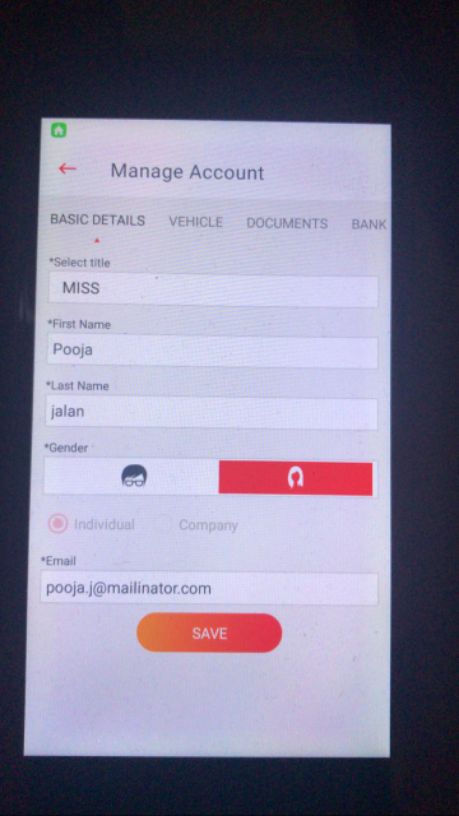 Manage Account
BASIC DETAILS VEHICLE DOCUMENTS BANK
*Select title
MISS
*First Name
Pooja
*Last Name
jalan
*Gender
Individual Company
*Email
pooja.j@mailinator.com
SAVE